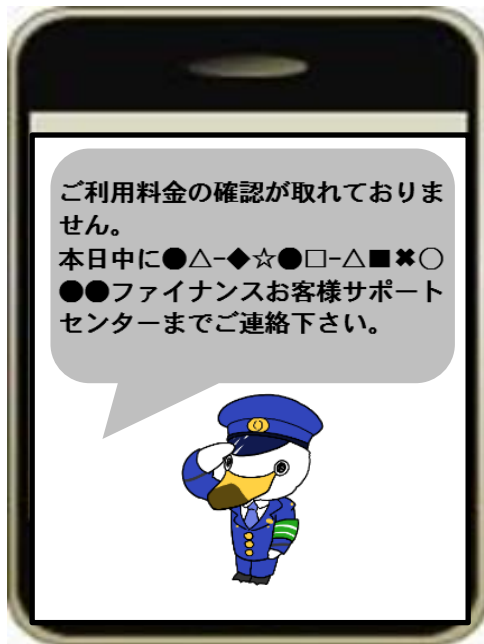 ご利用料金の確認が取れておりま
せん。
本日中に●△-◆☆●□-△■✖○
●●ファイナンスお客様サポート
センターまでご連絡下さい。